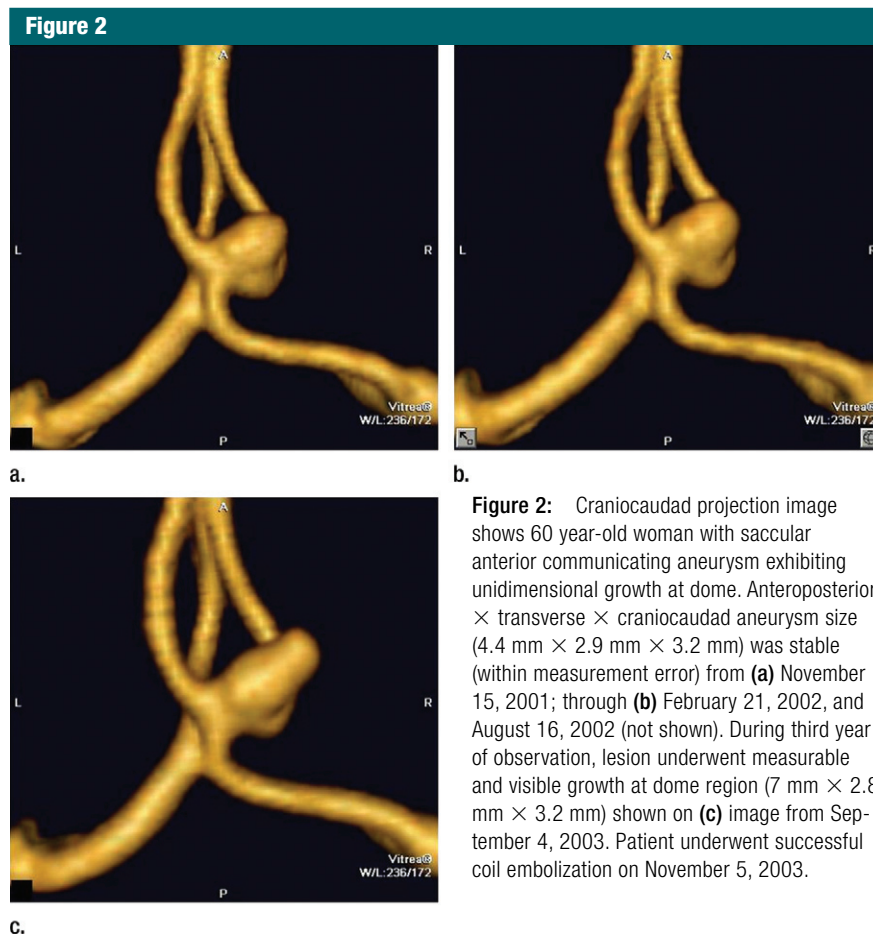 Figure 2
A
L
R
Vitrea®
W/L:236/172
P
a.
A
L
Vitrea®
W/L:236/172
P
b.
A
L
R
Vitrea®
W/L:236/172
P
c.
Figure 2: Craniocaudad projection image
shows 60 year-old woman with saccular
anterior communicating aneurysm exhibiting
unidimensional growth at dome. Anteroposterior
× transverse × craniocaudad aneurysm size
(4.4 mm × 2.9 mm × 3.2 mm) was stable
(within measurement error) from (a) November
15, 2001; through (b) February 21, 2002, and
August 16, 2002 (not shown). During third year
of observation, lesion underwent measurable
and visible growth at dome region (7 mm × 2.8
mm × 3.2 mm) shown on (c) image from Sep-
tember 4, 2003. Patient underwent successful
coil embolization on November 5, 2003.